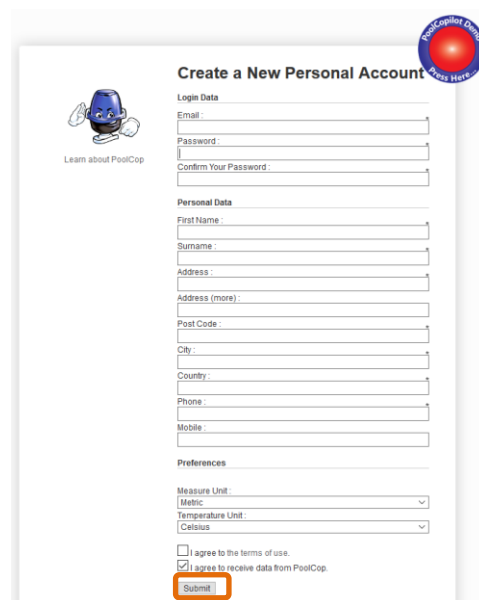 PoolCopilot Demo
Press Here...
Create a New Personal Account
Login Data
Email : *
Password : *
Confirm Your Password : *
Learn about PoolCop
Personal Data
First Name : *
Surname : *
Address : *
Address (more) :
Post Code : *
City : *
Country : *
Phone : *
Mobile :
Preferences
Measure Unit :
Metric
Temperature Unit :
Celsius
I agree to the terms of use.
I agree to receive data from PoolCop.
Submit